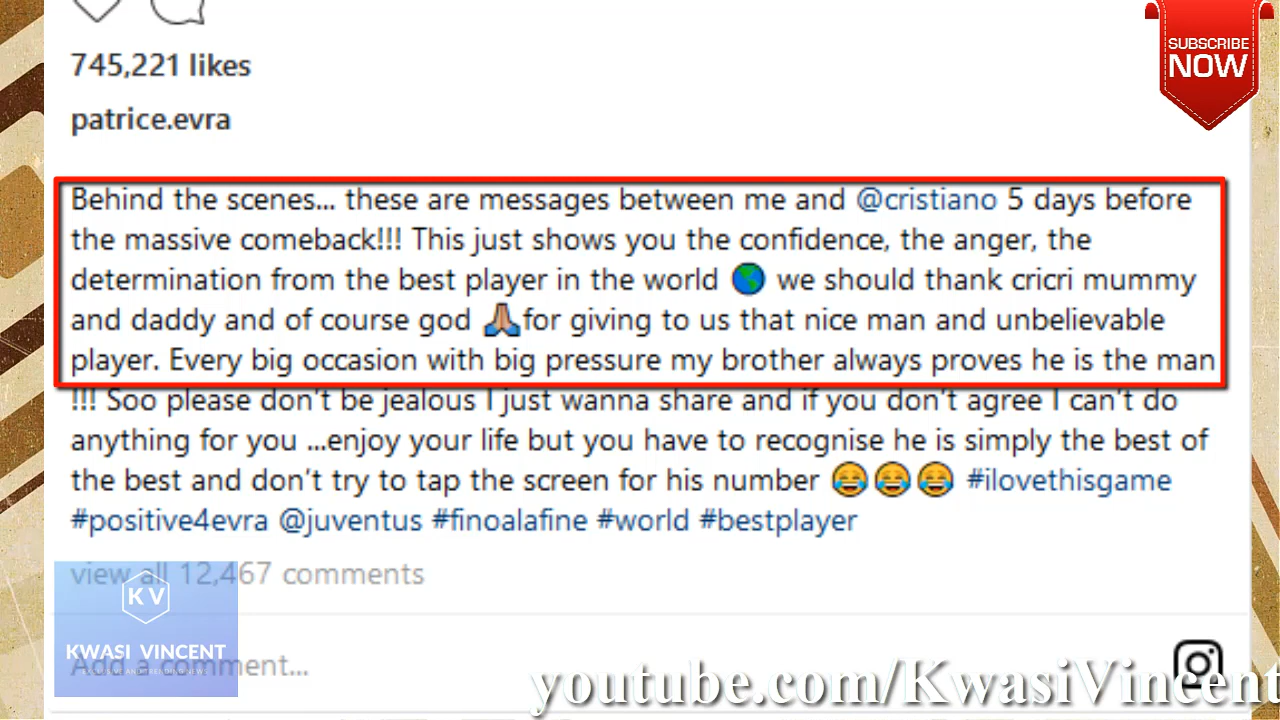 SUBSCRIBE
NOW
745,221 likes
patrice.evra
Behind the scenes... these are messages between me and @cristiano 5 days before
the massive comeback!!! This just shows you the confidence, the anger, the
determination from the best player in the world 🌎 we should thank cricri mummy
and daddy and of course god 🙏🏽for giving to us that nice man and unbelievable
player. Every big occasion with big pressure my brother always proves he is the man
!!! Soo please don't be jealous I just wanna share and if you don't agree I can't do
anything for you ...enjoy your life but you have to recognise he is simply the best of
the best and don't try to tap the screen for his number 😂😂😂 #ilovethisgame
#positive4evra @juventus #finoalafine #world #bestplayer
view all 12,467 comments
KV
KWASI VINCENT
Add a comment...
youtube.com/KwasiVincent